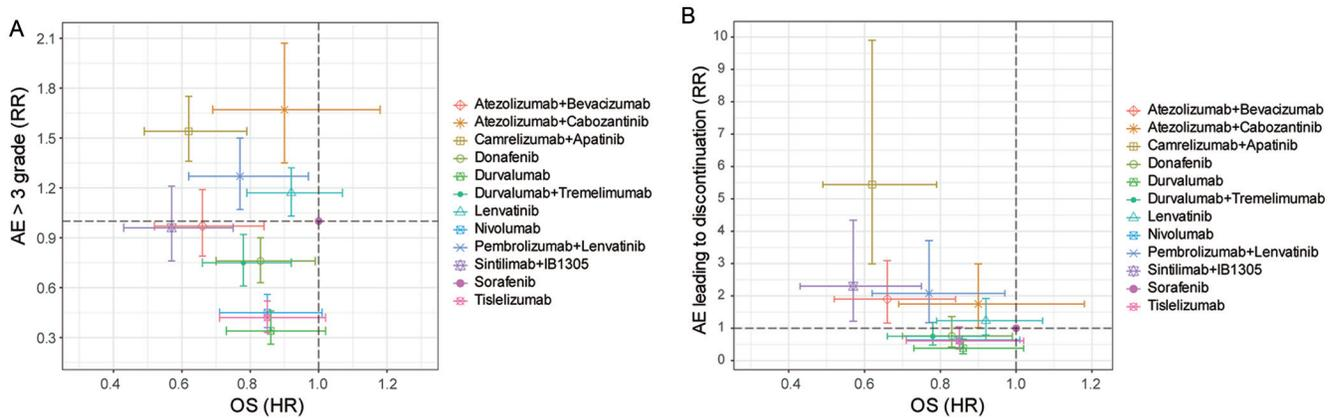 A
AE > 3 grade (RR)
2.1
1.8
1.5
1.2
0.9
0.6
0.3
0.4 0.6 0.8 1.0 1.2
OS (HR)
Atezolizumab+Bevacizumab
Atezolizumab+Cabozantinib
Camrelizumab+Apatinib
Donafenib
Durvalumab
Durvalumab+Tremelimumab
Lenvatinib
Nivolumab
Pembrolizumab+Lenvatinib
Sintilimab+IB1305
Sorafenib
Tislelizumab
B
AE leading to discontinuation (RR)
10
9
8
7
6
5
4
3
2
1
0
0.4 0.6 0.8 1.0 1.2
OS (HR)
Atezolizumab+Bevacizumab
Atezolizumab+Cabozantinib
Camrelizumab+Apatinib
Donafenib
Durvalumab
Durvalumab+Tremelimumab
Lenvatinib
Nivolumab
Pembrolizumab+Lenvatinib
Sintilimab+IB1305
Sorafenib
Tislelizumab